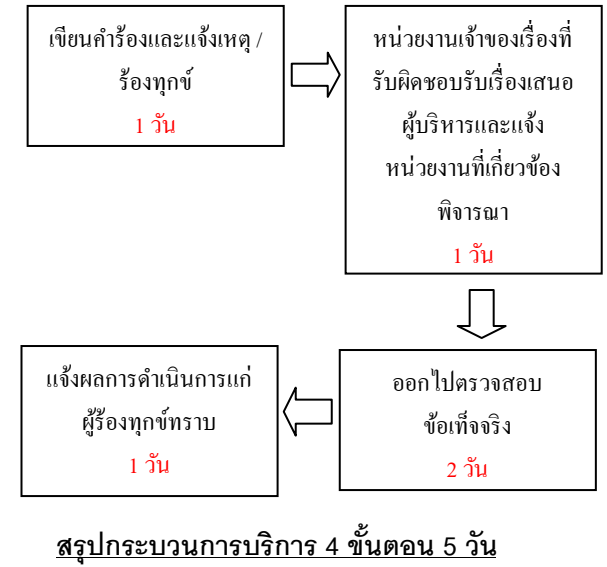 เขียนคำร้องและแจ้งเหตุ /
ร้องทุกข์
1 วัน
หน่วยงานเจ้าของเรื่องที่
รับผิดชอบรับเรื่องเสนอ
ผู้บริหารและแจ้ง
หน่วยงานที่เกี่ยวข้อง
พิจารณา
1 วัน
ออกไปตรวจสอบ
ข้อเท็จจริง
2 วัน
แจ้งผลการดำเนินการแก่
ผู้ร้องทุกข์ทราบ
1 วัน
สรุปกระบวนการบริการ 4 ขั้นตอน 5 วัน